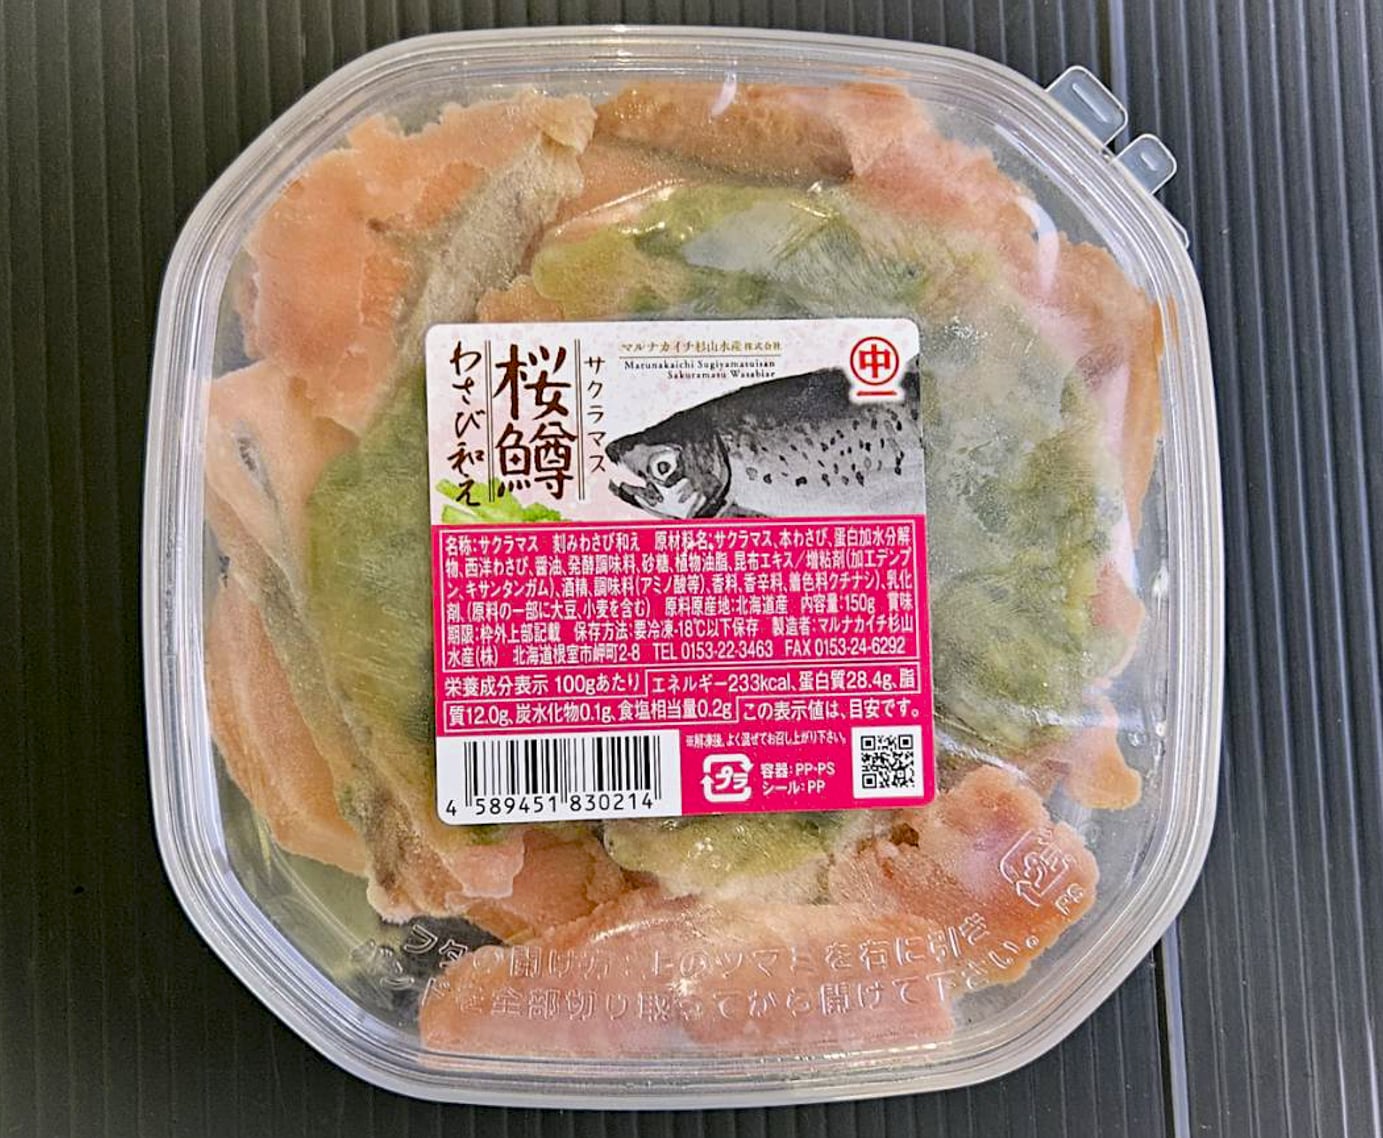 サクラマス
桜鱒
わさび和え
マルナカイチ杉山水産株式会社
Marunakaichi Sugiyamasuisan
Sakuramasu Wasabiae
中
名称:サクラマス 刻みわさび和え 原材料名:サクラマス、本わさび、蛋白加水分解
物、西洋わさび、醤油、発酵調味料、砂糖、植物油脂、昆布エキス/増粘剤(加工デンプ
ン、キサンタンガム)、酒精、調味料(アミノ酸等)、香料、香辛料、着色料クチナシ)、乳化
剤、(原料の一部に大豆、小麦を含む) 原料原産地:北海道産 内容量:150g 賞味
期限:枠外上部記載 保存方法:要冷凍-18℃以下保存 製造者:マルナカイチ杉山
水産(株) 北海道根室市岬町2-8 TEL 0153-22-3463 FAX 0153-24-6292
栄養成分表示 100gあたり エネルギー233kcal、蛋白質28.4g、脂
質12.0g、炭水化物0.1g、食塩相当量0.2g この表示値は、目安です。
※解凍後、よく混ぜてお召し上がり下さい。
プラ
容器:PP・PS
シール:PP
4 589451 830214
フタの開け方:上のツマミを右に引き
バンドを全部切り取ってから開けて下さい。